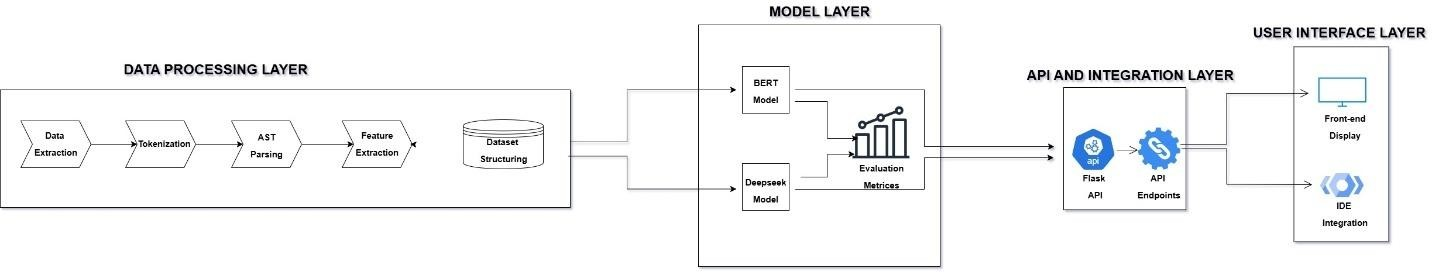 MODEL LAYER
USER INTERFACE LAYER
DATA PROCESSING LAYER
API AND INTEGRATION LAYER
Data
Extraction
Tokenization
AST
Parsing
Feature
Extraction
Dataset
Structuring
BERT
Model
Deepseek
Model
Evaluation
Metrices
api
Flask
API
API
Endpoints
Front-end
Display
IDE
Integration